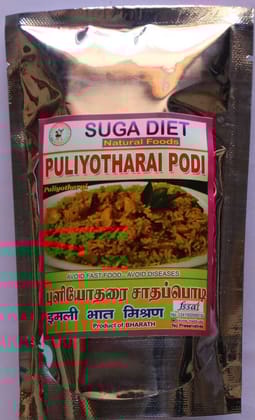 SUGA DIET
Natural Foods
PULIYOTHARAI PODI
Puliyotharai
AVOID FAST FOOD - AVOID DISEASES
புளியோதரை சாதப்பொடி
इमली भात मिश्रण
fssai
Product of BHARATH
No Preservatives